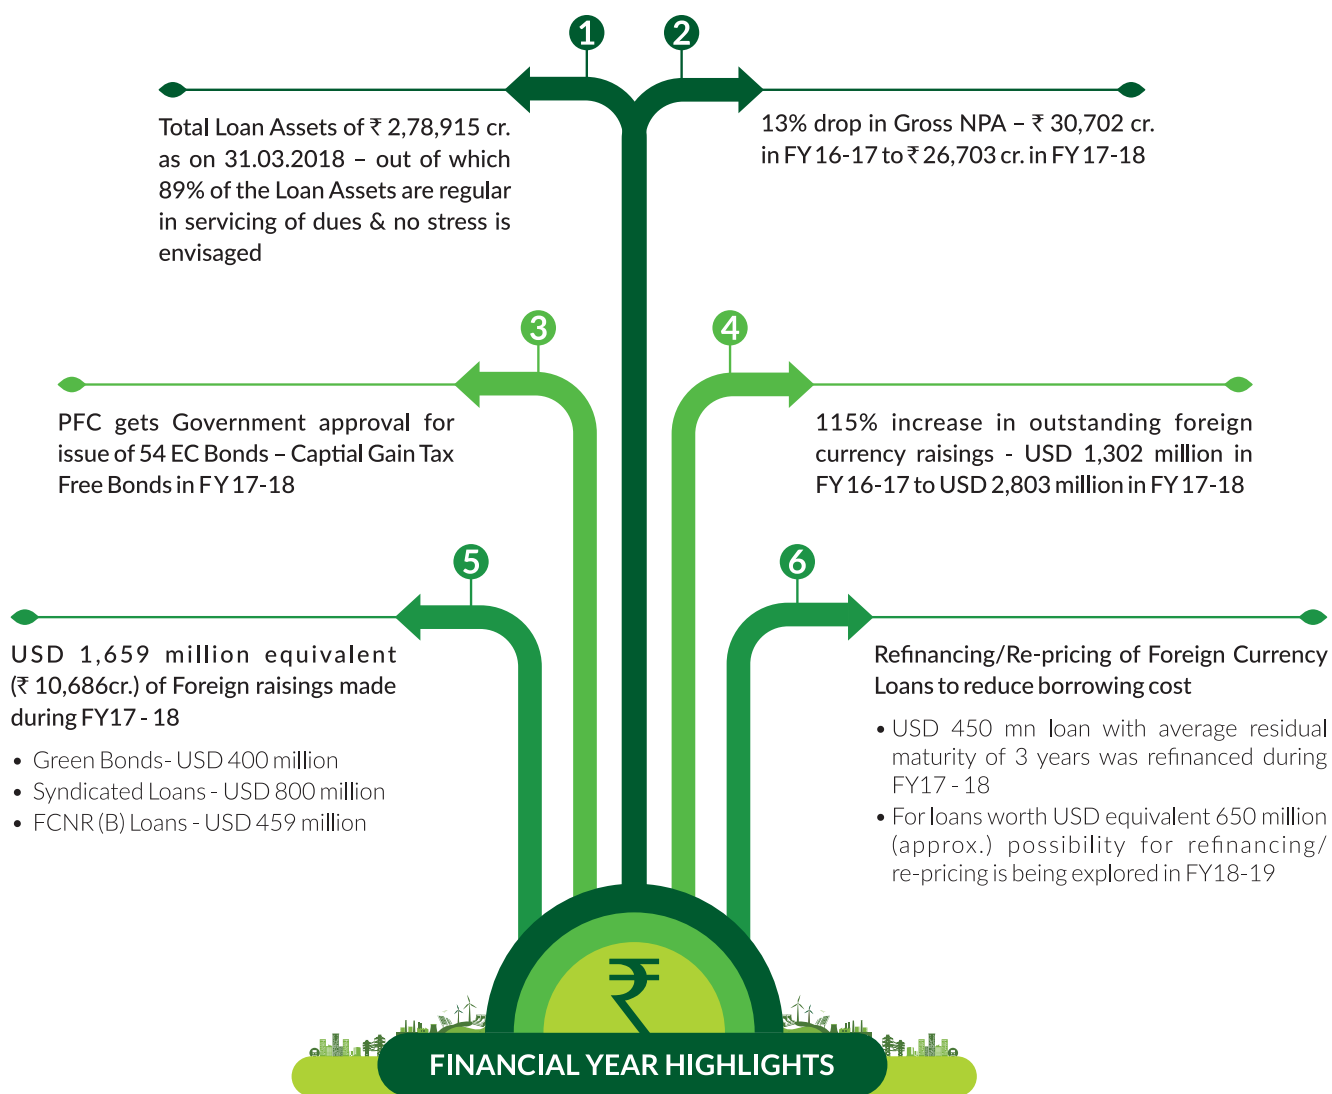 1
Total Loan Assets of ₹ 2,78,915 cr.
as on 31.03.2018 – out of which
89% of the Loan Assets are regular
in servicing of dues & no stress is
envisaged
2
13% drop in Gross NPA – ₹ 30,702 cr.
in FY 16-17 to ₹ 26,703 cr. in FY 17-18
3
PFC gets Government approval for
issue of 54 EC Bonds – Captial Gain Tax
Free Bonds in FY 17-18
4
115% increase in outstanding foreign
currency raisings - USD 1,302 million in
FY 16-17 to USD 2,803 million in FY 17-18
5
USD 1,659 million equivalent
(₹ 10,686cr.) of Foreign raisings made
during FY17 - 18
• Green Bonds- USD 400 million
• Syndicated Loans - USD 800 million
• FCNR (B) Loans - USD 459 million
6
Refinancing/Re-pricing of Foreign Currency
Loans to reduce borrowing cost
• USD 450 mn loan with average residual
maturity of 3 years was refinanced during
FY17 - 18
• For loans worth USD equivalent 650 million
(approx.) possibility for refinancing/
re-pricing is being explored in FY18-19
₹
FINANCIAL YEAR HIGHLIGHTS